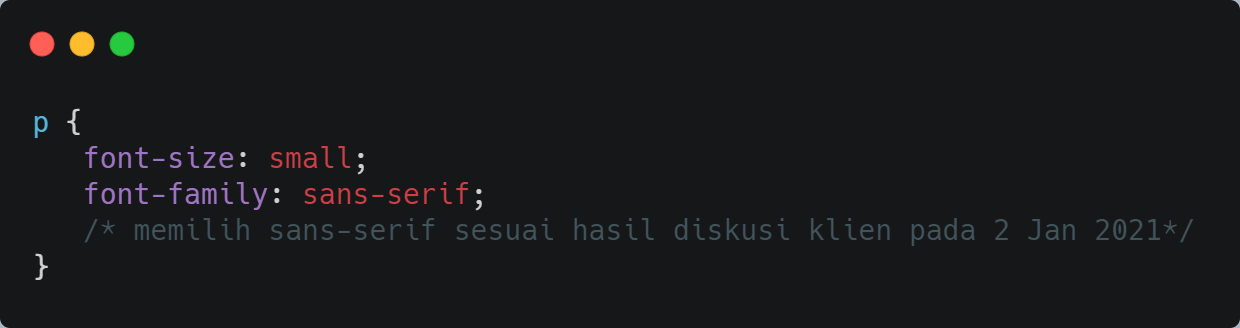 p {
   font-size: small;
   font-family: sans-serif;
   /* memilih sans-serif sesuai hasil diskusi klien pada 2 Jan 2021*/
}